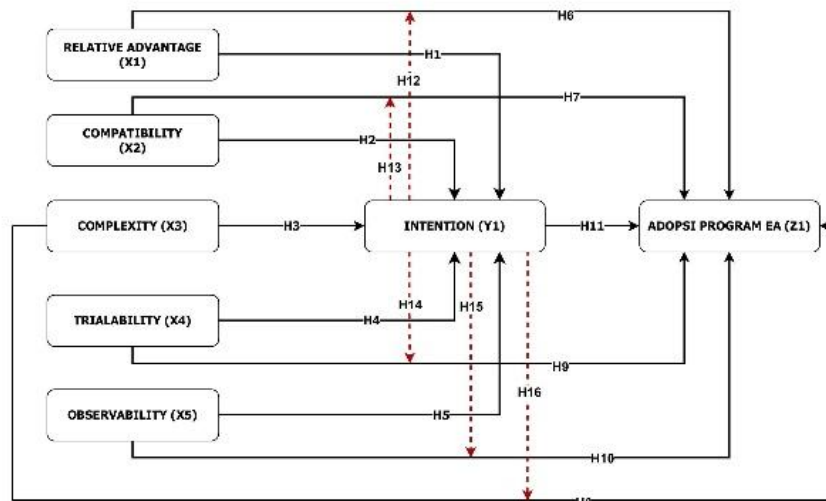 H6
RELATIVE ADVANTAGE
(X1)
H1
H12
H7
COMPATIBILITY
(X2)
H2
H13
COMPLEXITY (X3)
H3
INTENTION (Y1)
H11
ADOPSI PROGRAM EA (Z1)
H14
H15
TRIALABILITY (X4)
H4
H9
H16
OBSERVABILITY (X5)
H5
H10